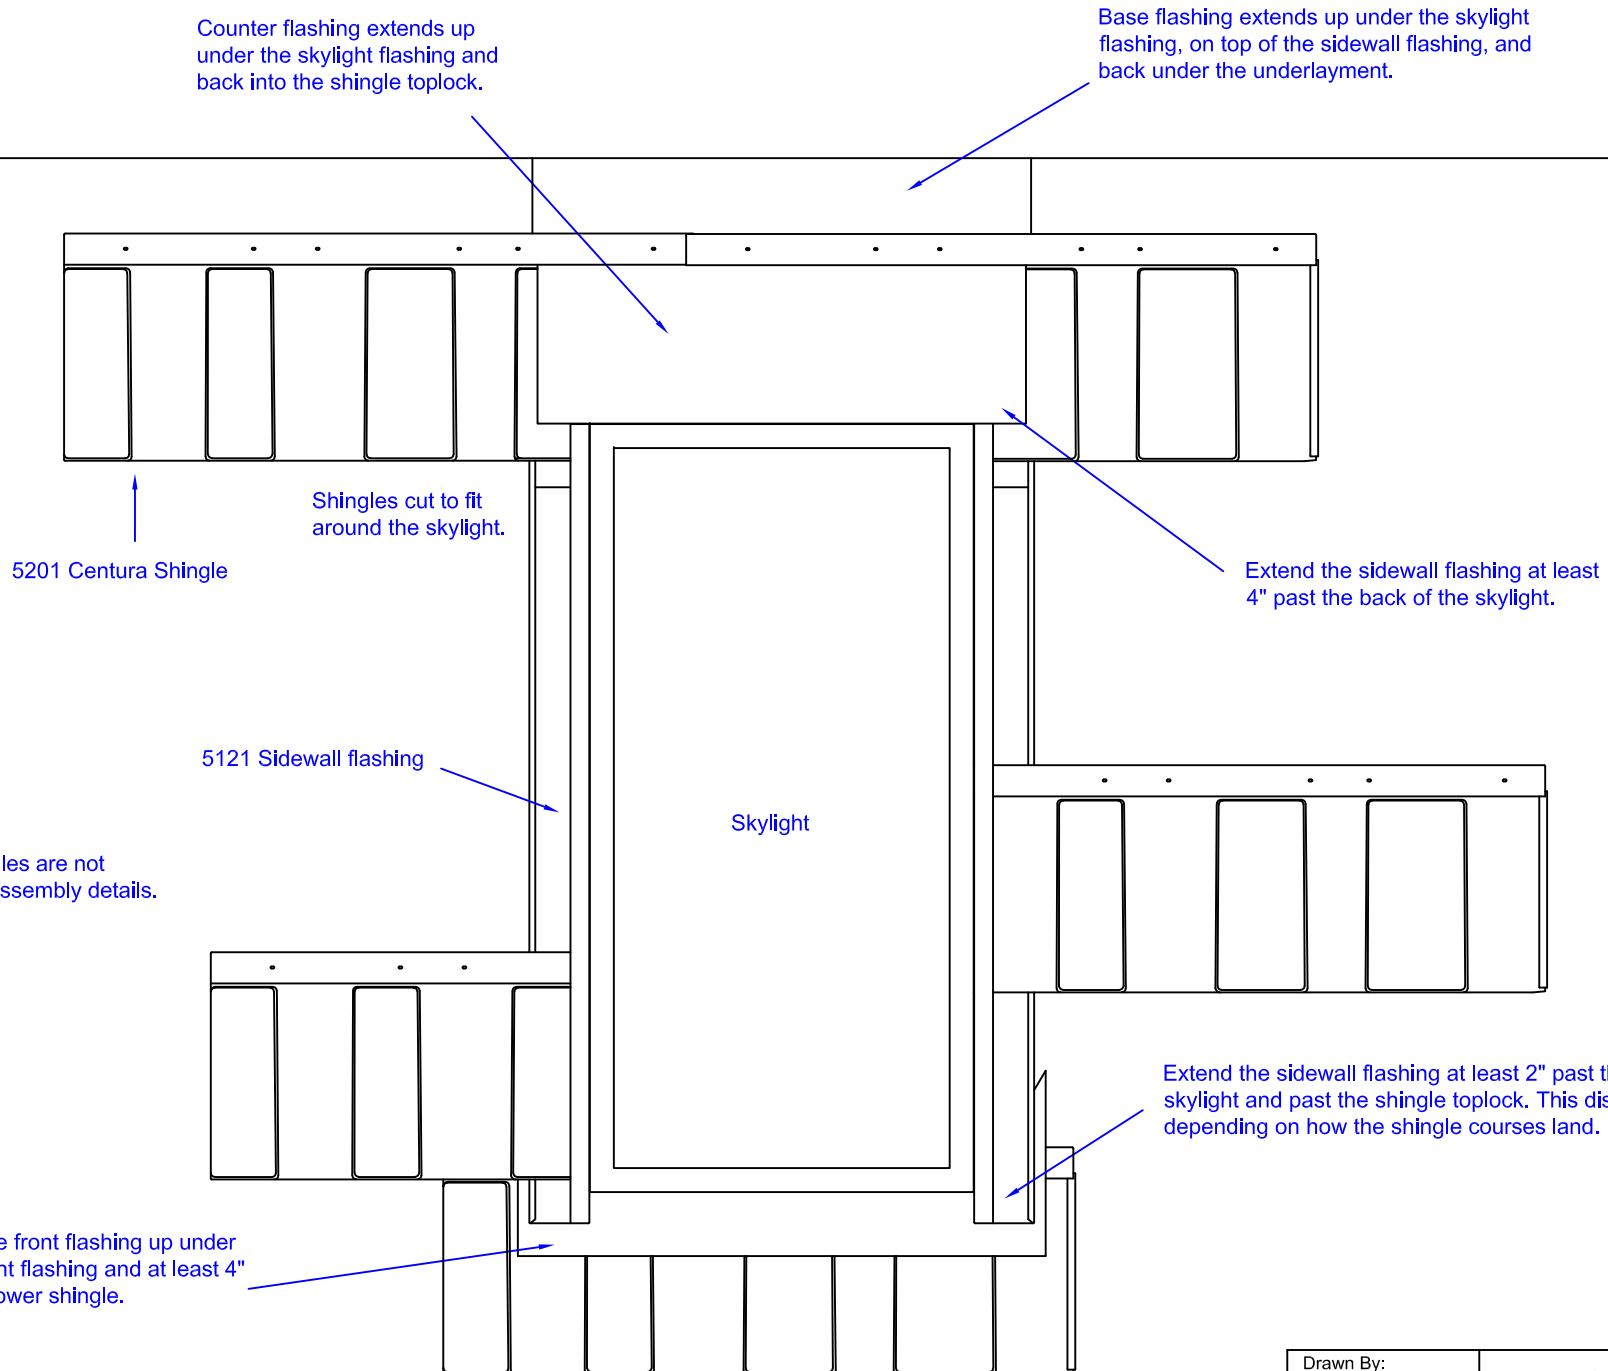 Counter flashing extends up
under the skylight flashing and
back into the shingle toplock.
Base flashing extends up under the skylight
flashing, on top of the sidewall flashing, and
back under the underlayment.
Shingles cut to fit
around the skylight.
5201 Centura Shingle
Extend the sidewall flashing at least
4" past the back of the skylight.
5121 Sidewall flashing
Skylight
are not
assembly details.
Extend the sidewall flashing at least 2" past
skylight and past the shingle toplock. This
depending on how the shingle courses land.
front flashing up under
flashing and at least 4"
shingle.
Drawn By: